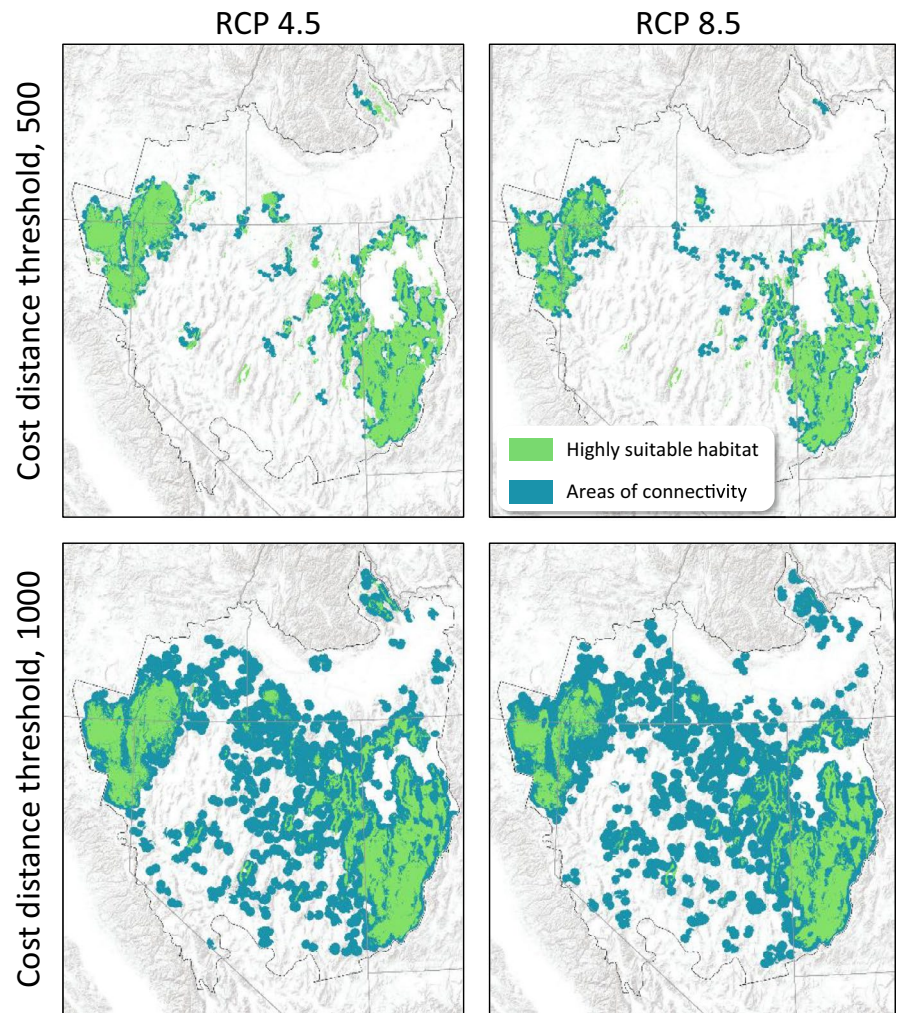 RCP 4.5
RCP 8.5
Cost distance threshold, 500
Highly suitable habitat
Areas of connectivity
Cost distance threshold, 1000